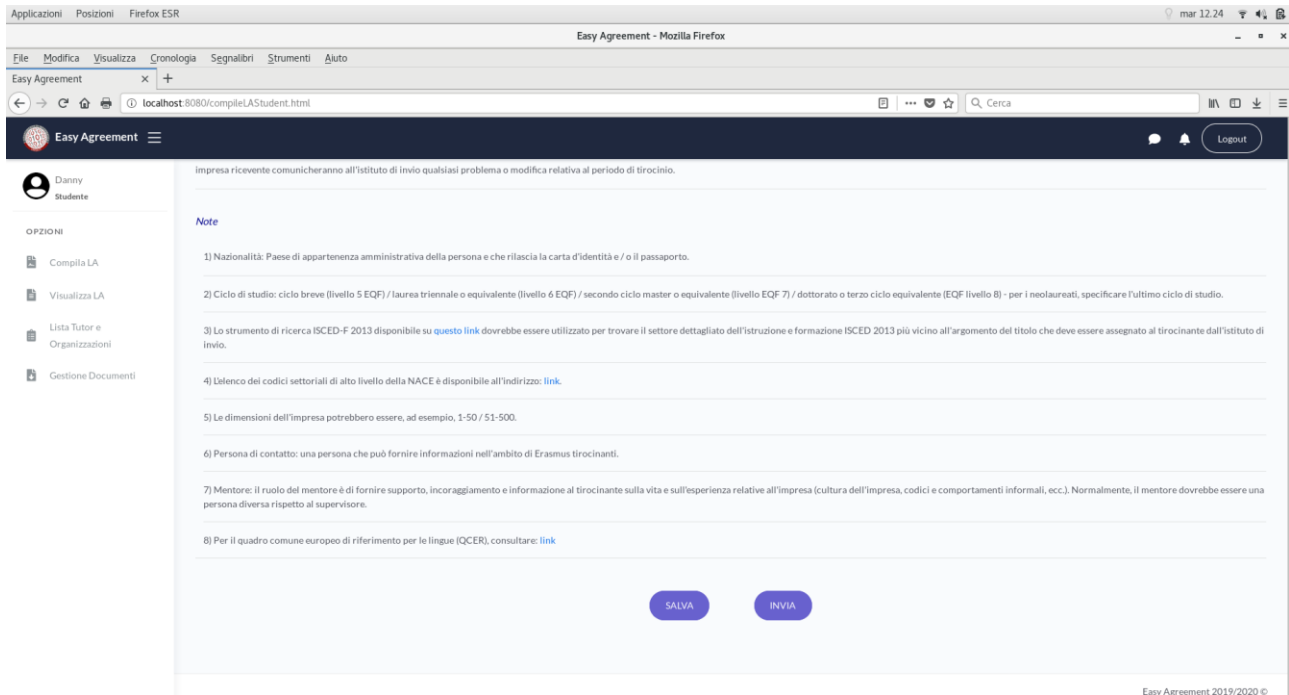 Applicazioni Posizioni Firefox ESR mar 12.24
Easy Agreement - Mozilla Firefox
File Modifica Visualizza Cronologia Segnalibri Strumenti Aiuto
Easy Agreement
localhost:8080/compileLAStudent.html Cerca
Easy Agreement Logout
Danny
Studente
OPZIONI
Compila LA
Visualizza LA
Lista Tutor e
Organizzazioni
Gestione Documenti
impresa ricevente comunicheranno all'istituto di invio qualsiasi problema o modifica relativa al periodo di tirocinio.
Note
1) Nazionalità: Paese di appartenenza amministrativa della persona e che rilascia la carta d'identità e / o il passaporto.
2) Ciclo di studio: ciclo breve (livello 5 EQF) / laurea triennale o equivalente (livello 6 EQF) / secondo ciclo master o equivalente (livello EQF 7) / dottorato o terzo ciclo equivalente (EQF livello 8) - per i neolaureati, specificare l'ultimo ciclo di studio.
3) Lo strumento di ricerca ISCED-F 2013 disponibile su questo link dovrebbe essere utilizzato per trovare il settore dettagliato dell'istruzione e formazione ISCED 2013 più vicino all'argomento del titolo che deve essere assegnato al tirocinante dall'istituto di
invio.
4) L'elenco dei codici settoriali di alto livello della NACE è disponibile all'indirizzo: link.
5) Le dimensioni dell'impresa potrebbero essere, ad esempio, 1-50 / 51-500.
6) Persona di contatto: una persona che può fornire informazioni nell'ambito di Erasmus tirocinanti.
7) Mentore: il ruolo del mentore è di fornire supporto, incoraggiamento e informazione al tirocinante sulla vita e sull'esperienza relative all'impresa (cultura dell'impresa, codici e comportamenti informali, ecc.). Normalmente, il mentore dovrebbe essere una
persona diversa rispetto al supervisore.
8) Per il quadro comune europeo di riferimento per le lingue (QCER), consultare: link
SALVA INVIA
Easy Agreement 2019/2020 ©